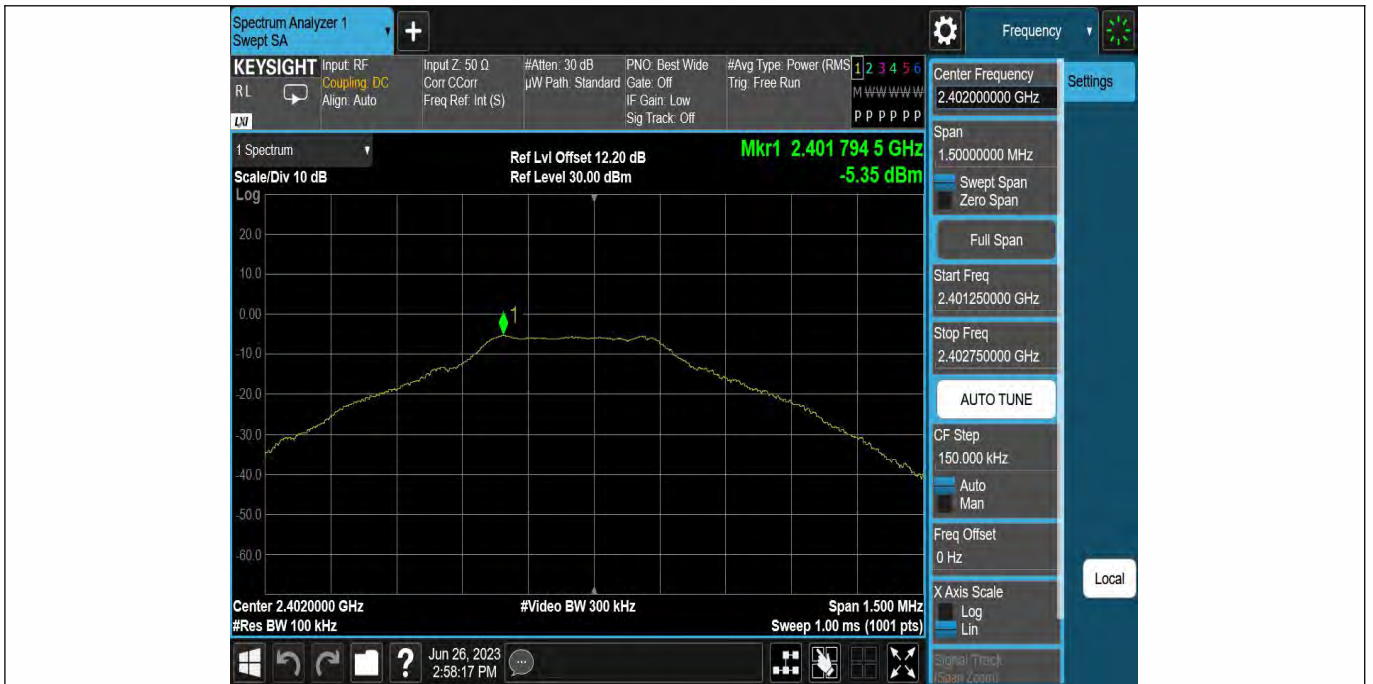 Spectrum Analyzer 1
Swept SA
+
Frequency
KEYSIGHT
R L
LXI
Input: RF
Coupling: DC
Align: Auto
Input Z: 50 Ω
Corr CCorr
Freq Ref: Int (S)
#Atten: 30 dB
µW Path: Standard
PNO: Best Wide
Gate: Off
IF Gain: Low
Sig Track: Off
#Avg Type: Power (RMS
Trig: Free Run
1 2 3 4 5 6
M W W W W W
P P P P P P
1 Spectrum
Scale/Div 10 dB
Ref Lvl Offset 12.20 dB
Ref Level 30.00 dBm
Mkr1 2.401 794 5 GHz
-5.35 dBm
Log
20.0
10.0
0.00
-10.0
-20.0
-30.0
-40.0
-50.0
-60.0
1
Center 2.4020000 GHz
#Res BW 100 kHz
#Video BW 300 kHz
Span 1.500 MHz
Sweep 1.00 ms (1001 pts)
Center Frequency
2.402000000 GHz
Settings
Span
1.50000000 MHz
Swept Span
Zero Span
Full Span
Start Freq
2.401250000 GHz
Stop Freq
2.402750000 GHz
AUTO TUNE
CF Step
150.000 kHz
Auto
Man
Freq Offset
0 Hz
X Axis Scale
Log
Lin
Signal Track
(Span Zoom)
Local
?
Jun 26, 2023
2:58:17 PM